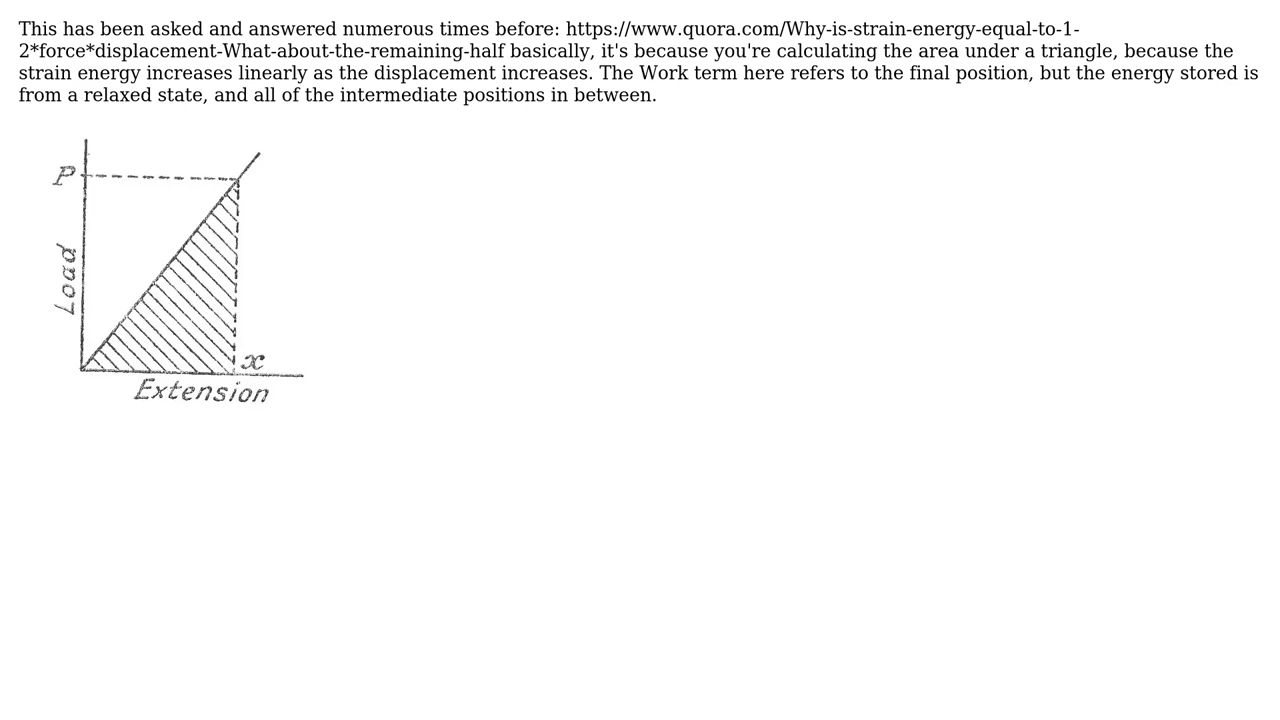 This has been asked and answered numerous times before: https://www.quora.com/Why-is-strain-energy-equal-to-1-
2*force*displacement-What-about-the-remaining-half basically, it's because you're calculating the area under a triangle, because the
strain energy increases linearly as the displacement increases. The Work term here refers to the final position, but the energy stored is
from a relaxed state, and all of the intermediate positions in between.
P
Load
x
Extension